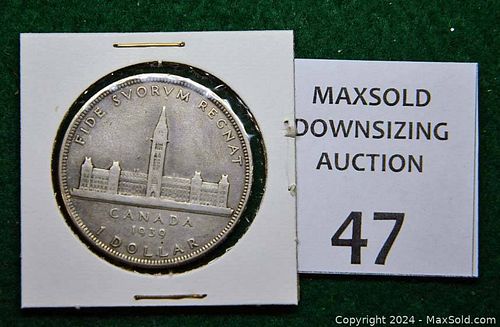 FIDE SVORVM REGNAT
CANADA
1939
1 DOLLAR
MAXSOLD
DOWNSIZING
AUCTION
47
Copyright 2024 - MaxSold.com